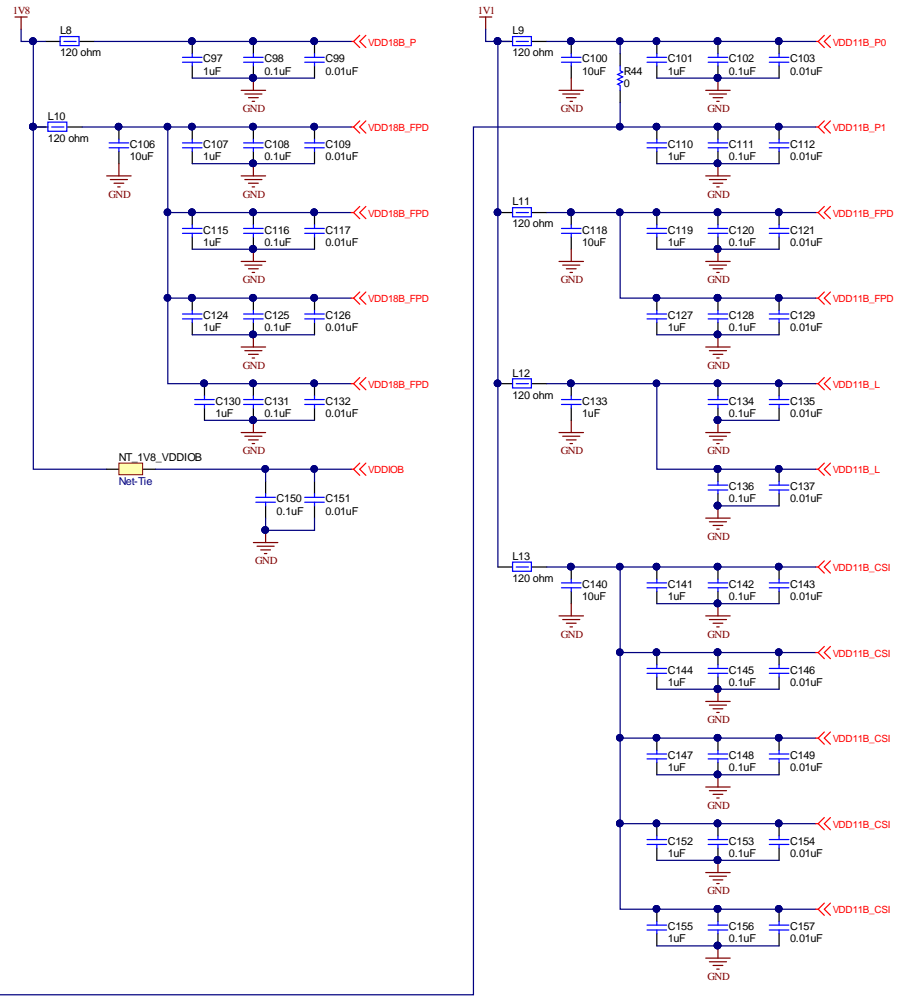 1V8
L8
120 ohm
C97
1uF
C98
0.1uF
C99
0.01uF
VDD18B_P
GND
L10
120 ohm
C106
10uF
GND
C107
1uF
C108
0.1uF
C109
0.01uF
VDD18B_FPD
GND
C115
1uF
C116
0.1uF
C117
0.01uF
VDD18B_FPD
GND
C124
1uF
C125
0.1uF
C126
0.01uF
VDD18B_FPD
GND
C130
1uF
C131
0.1uF
C132
0.01uF
VDD18B_FPD
GND
NT_1V8_VDDIOB
Net-Tie
C150
0.1uF
C151
0.01uF
VDDIOB
GND
1V1
L9
120 ohm
C100
10uF
GND
R44
0
C101
1uF
C102
0.1uF
C103
0.01uF
VDD11B_P0
GND
C110
1uF
C111
0.1uF
C112
0.01uF
VDD11B_P1
GND
L11
120 ohm
C118
10uF
GND
C119
1uF
C120
0.1uF
C121
0.01uF
VDD11B_FPD
GND
C127
1uF
C128
0.1uF
C129
0.01uF
VDD11B_FPD
GND
L12
120 ohm
C133
1uF
GND
C134
0.1uF
C135
0.01uF
VDD11B_L
GND
C136
0.1uF
C137
0.01uF
VDD11B_L
GND
L13
120 ohm
C140
10uF
GND
C141
1uF
C142
0.1uF
C143
0.01uF
VDD11B_CSI
GND
C144
1uF
C145
0.1uF
C146
0.01uF
VDD11B_CSI
GND
C147
1uF
C148
0.1uF
C149
0.01uF
VDD11B_CSI
GND
C152
1uF
C153
0.1uF
C154
0.01uF
VDD11B_CSI
GND
C155
1uF
C156
0.1uF
C157
0.01uF
VDD11B_CSI
GND